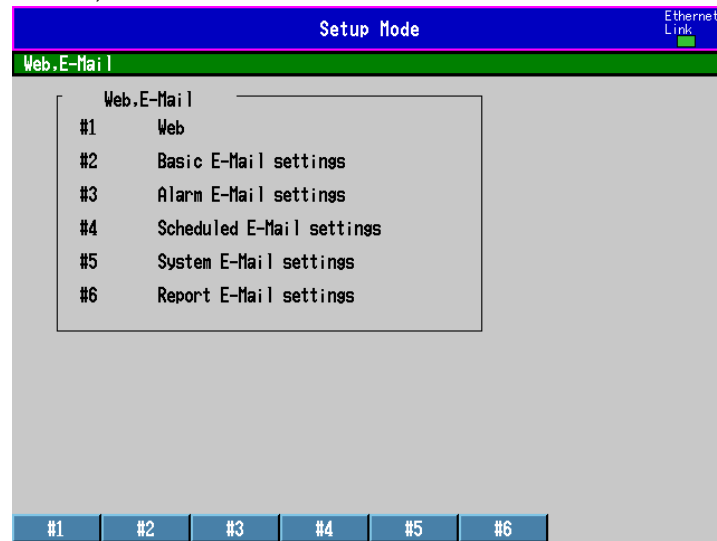 Setup Mode
Ethernet
Link
Web,E-Mail
Web,E-Mail
#1 Web
#2 Basic E-Mail settings
#3 Alarm E-Mail settings
#4 Scheduled E-Mail settings
#5 System E-Mail settings
#6 Report E-Mail settings
#1 #2 #3 #4 #5 #6